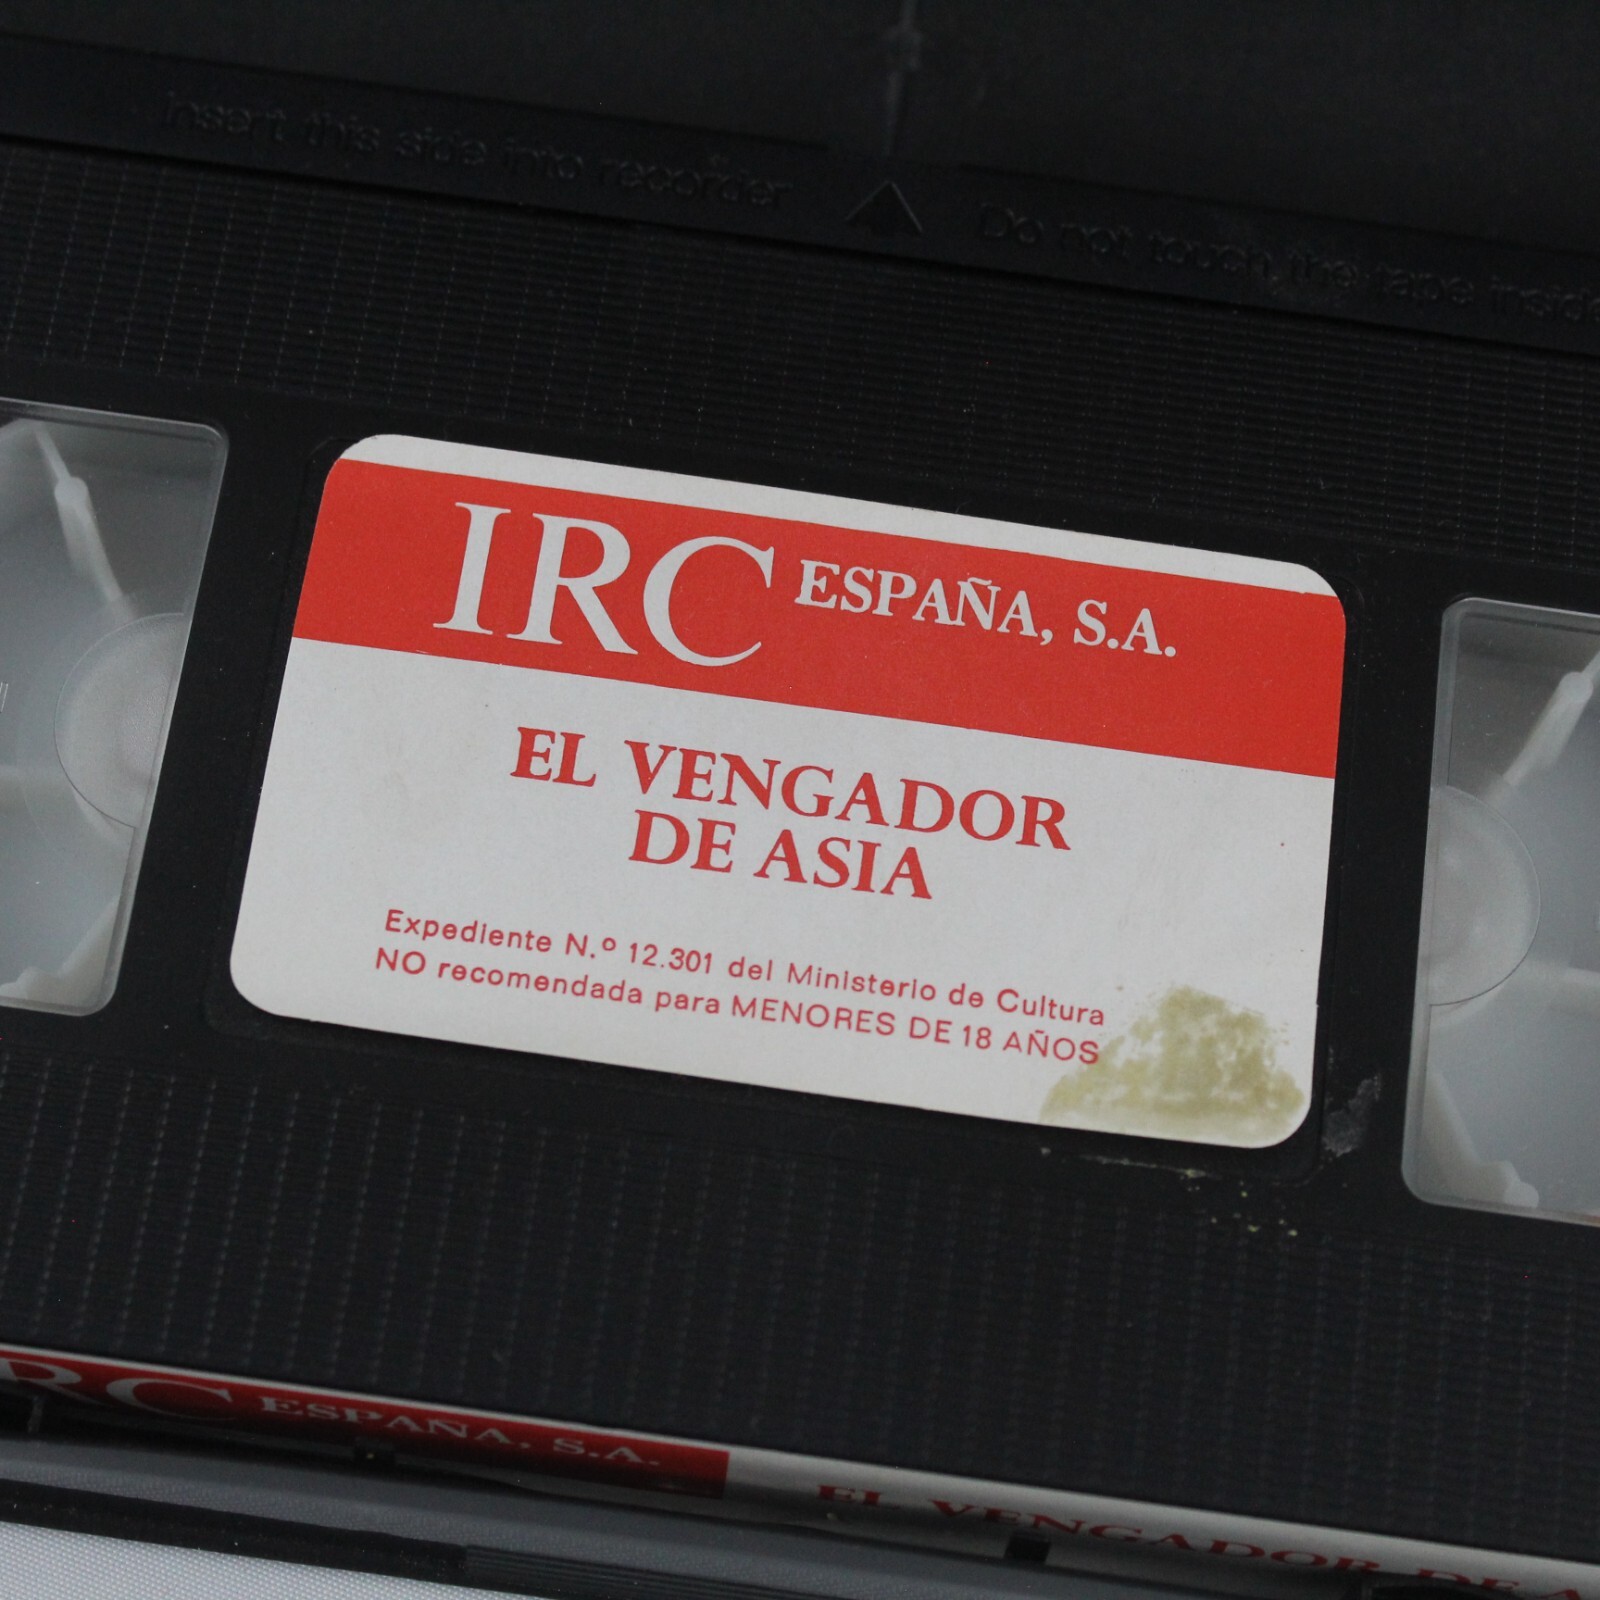 insert this side into recorder
Do not touch the tape inside
IRC ESPAÑA, S.A.
EL VENGADOR
DE ASIA
Expediente N.º 12.301 del Ministerio de Cultura
NO recomendada para MENORES DE 18 AÑOS
RC ESPAÑA, S.A.
EL VENGADOR DE A